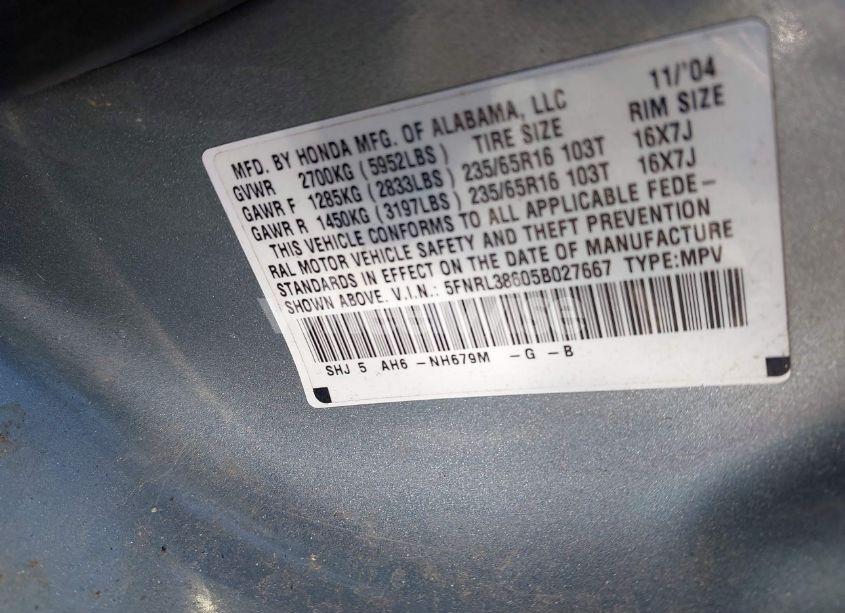 11/'04
MFD. BY HONDA MFG. OF ALABAMA, LLC
GVWR 2700KG (5952LBS) TIRE SIZE RIM SIZE
GAWR F 1285KG (2833LBS) 235/65R16 103T 16X7J
GAWR R 1450KG (3197LBS) 235/65R16 103T 16X7J
THIS VEHICLE CONFORMS TO ALL APPLICABLE FEDE-
RAL MOTOR VEHICLE SAFETY AND THEFT PREVENTION
STANDARDS IN EFFECT ON THE DATE OF MANUFACTURE
SHOWN ABOVE. V.I.N.: 5FNRL38605B027667 TYPE:MPV
SHJ 5 AH6 -NH679M -G -B